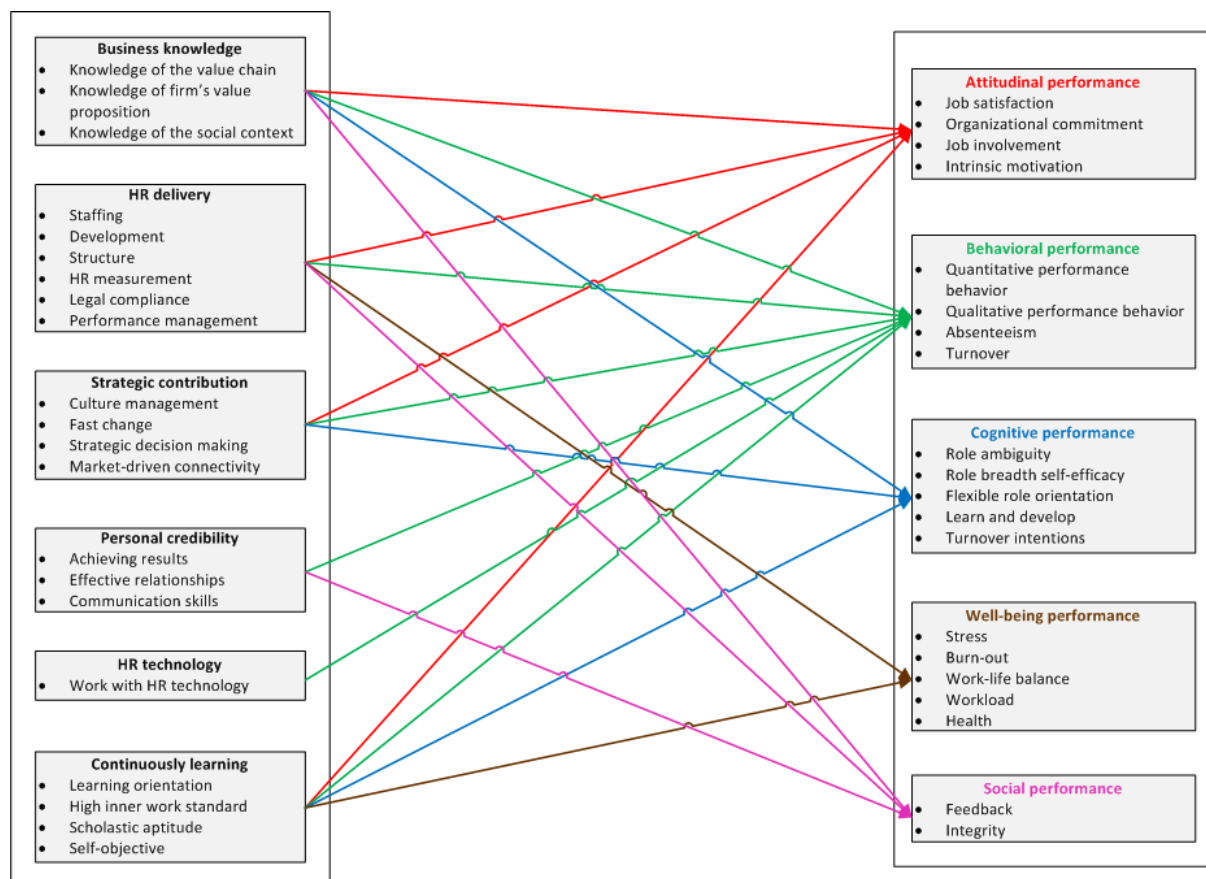 Business knowledge
• Knowledge of the value chain
• Knowledge of firm's value
proposition
• Knowledge of the social context
HR delivery
• Staffing
• Development
• Structure
• HR measurement
• Legal compliance
• Performance management
Strategic contribution
• Culture management
• Fast change
• Strategic decision making
• Market-driven connectivity
Personal credibility
• Achieving results
• Effective relationships
• Communication skills
HR technology
• Work with HR technology
Continuously learning
• Learning orientation
• High inner work standard
• Scholastic aptitude
• Self-objective
Attitudinal performance
• Job satisfaction
• Organizational commitment
• Job involvement
• Intrinsic motivation
Behavioral performance
• Quantitative performance
behavior
• Qualitative performance behavior
• Absenteeism
• Turnover
Cognitive performance
• Role ambiguity
• Role breadth self-efficacy
• Flexible role orientation
• Learn and develop
• Turnover intentions
Well-being performance
• Stress
• Burn-out
• Work-life balance
• Workload
• Health
Social performance
• Feedback
• Integrity